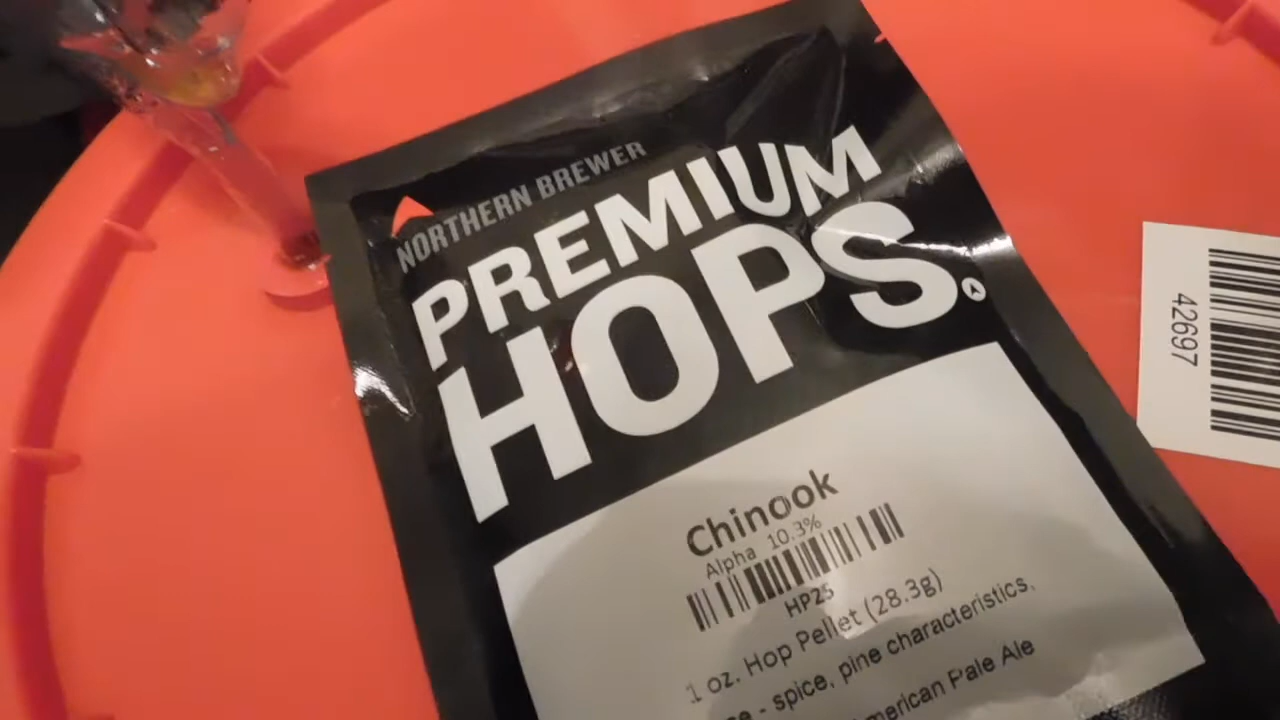 NORTHERN BREWER
PREMIUM
HOPS.
Chinook
Alpha 10.3%
HP25
1 oz. Hop Pellet (28.3g)
- spice, pine characteristics.
Pale Ale
42697